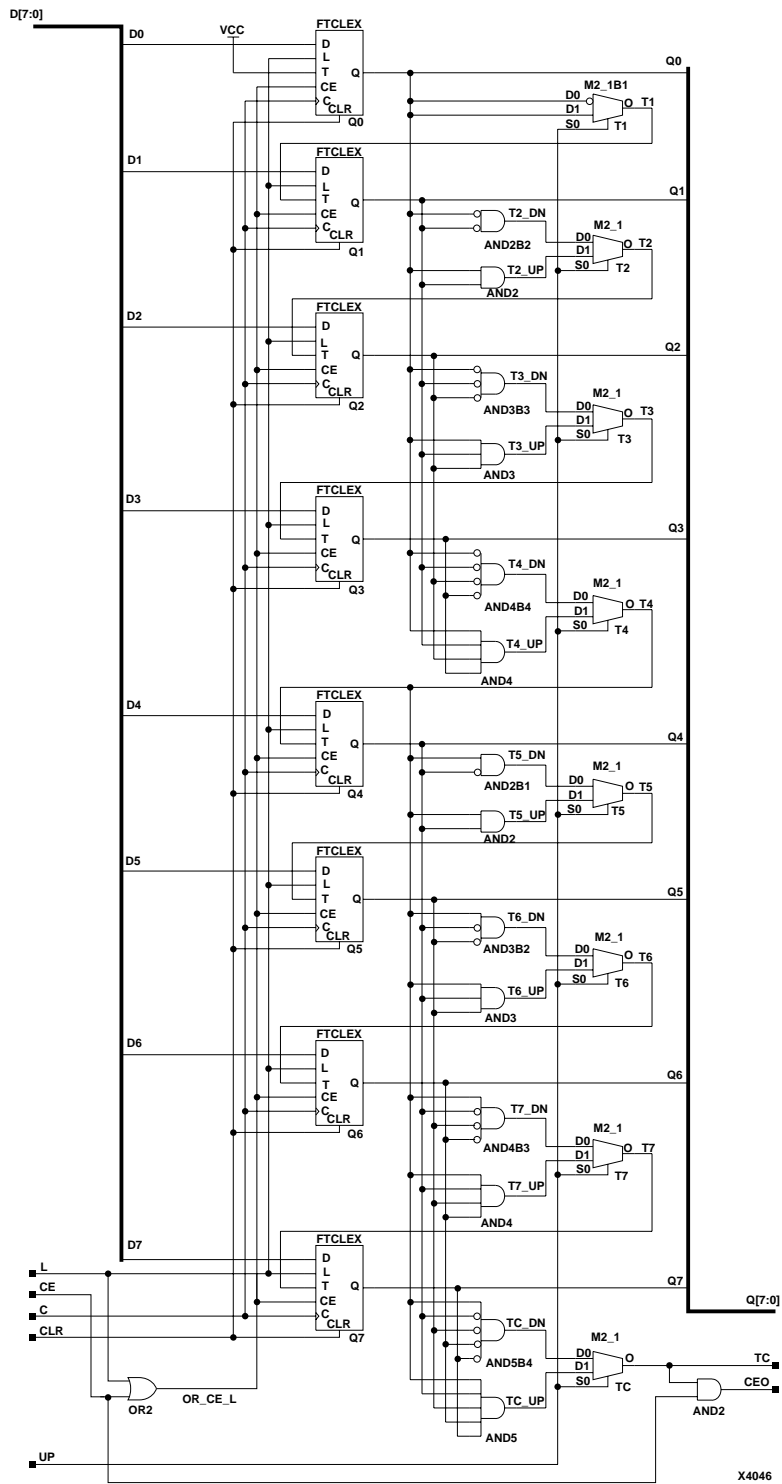 D[7:0]
D0
VCC
FTCLEX
D
L
T
CE
C
CLR
Q
Q0
Q0
M2_1B1
D0
D1
S0
O
T1
T1
D1
FTCLEX
D
L
T
CE
C
CLR
Q
Q1
Q1
T2_DN
AND2B2
T2_UP
AND2
M2_1
D0
D1
S0
O
T2
T2
D2
FTCLEX
D
L
T
CE
C
CLR
Q
Q2
Q2
T3_DN
AND3B3
T3_UP
AND3
M2_1
D0
D1
S0
O
T3
T3
D3
FTCLEX
D
L
T
CE
C
CLR
Q
Q3
Q3
T4_DN
AND4B4
T4_UP
AND4
M2_1
D0
D1
S0
O
T4
T4
D4
FTCLEX
D
L
T
CE
C
CLR
Q
Q4
Q4
T5_DN
AND2B1
T5_UP
AND2
M2_1
D0
D1
S0
O
T5
T5
D5
FTCLEX
D
L
T
CE
C
CLR
Q
Q5
Q5
T6_DN
AND3B2
T6_UP
AND3
M2_1
D0
D1
S0
O
T6
T6
D6
FTCLEX
D
L
T
CE
C
CLR
Q
Q6
Q6
T7_DN
AND4B3
T7_UP
AND4
M2_1
D0
D1
S0
O
T7
T7
D7
FTCLEX
D
L
T
CE
C
CLR
Q
Q7
Q7
Q[7:0]
L
CE
C
CLR
OR2
OR_CE_L
TC_DN
AND5B4
TC_UP
AND5
M2_1
D0
D1
S0
O
TC
TC
CEO
AND2
UP
X4046